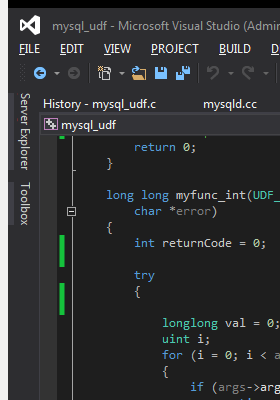 mysql_udf - Microsoft Visual Studio (Admin
FILE EDIT VIEW PROJECT BUILD DEBUG
History - mysql_udf.c mysqld.cc
mysql_udf
Server Explorer
Toolbox
return 0;
}
long long myfunc_int(UDF_
char *error)
{
int returnCode = 0;
try
{
longlong val = 0;
uint i;
for (i = 0; i < a
{
if (args->arg